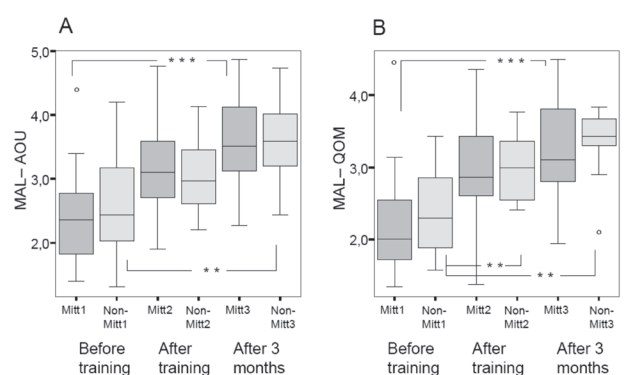 A
5,0
4,0
3,0
2,0
MAL– AOU
* * *
* *
Mitt1 Non-Mitt1 Mitt2 Non-Mitt2 Mitt3 Non-Mitt3
Before training After training After 3 months
B
4,0
3,0
2,0
MAL– QOM
* * *
* *
* *
Mitt1 Non-Mitt1 Mitt2 Non-Mitt2 Mitt3 Non-Mitt3
Before training After training After 3 months